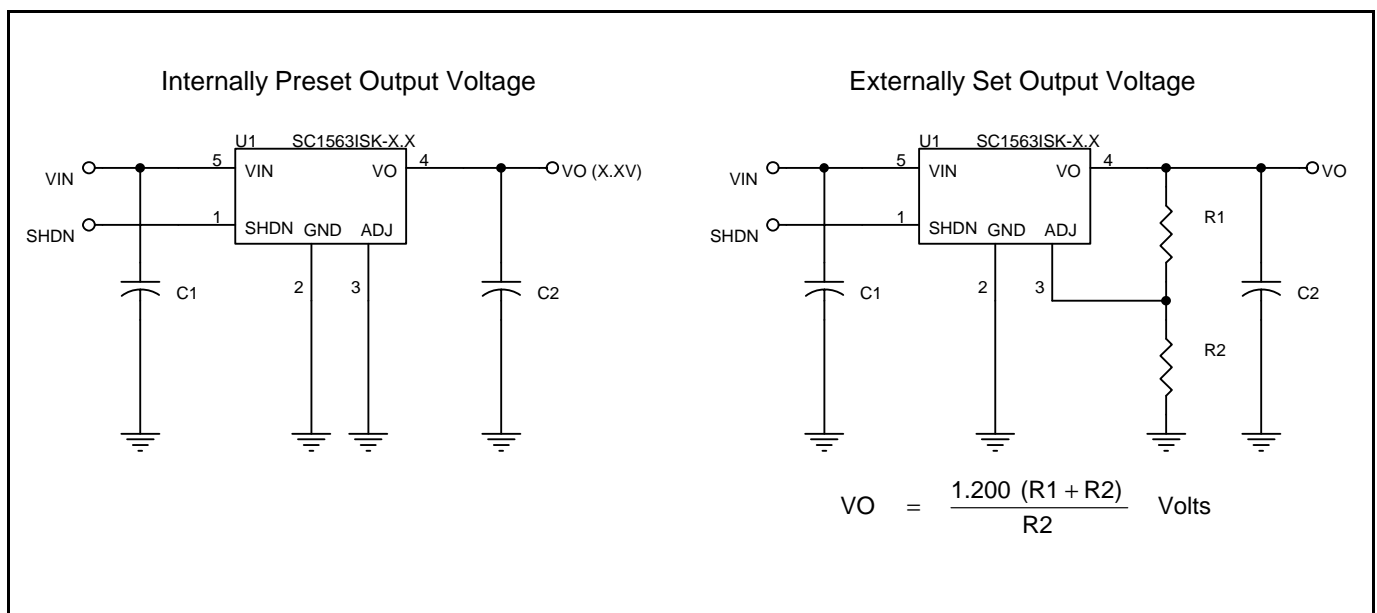 Internally Preset Output Voltage
U1 SC1563ISK-X.X
VIN 5 VIN VO 4 VO (X.XV)
SHDN 1 SHDN GND ADJ
C1 2 3 C2
Externally Set Output Voltage
U1 SC1563ISK-X.X
VIN 5 VIN VO 4 VO
SHDN 1 SHDN GND ADJ R1
C1 2 3 C2
R2
VO = 1.200 (R1 + R2) / R2 Volts